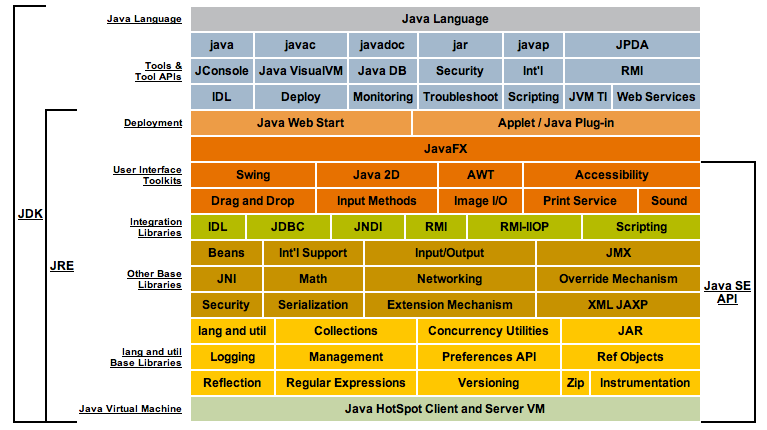 Java Language Java Language
java javac javadoc jar javap JPDA
Tools &
Tool APIs
JConsole Java VisualVM Java DB Security Int'l RMI
IDL Deploy Monitoring Troubleshoot Scripting JVM TI Web Services
Deployment Java Web Start Applet / Java Plug-in
JavaFX
User Interface
Toolkits
Swing Java 2D AWT Accessibility
Drag and Drop Input Methods Image I/O Print Service Sound
Integration
Libraries
IDL JDBC JNDI RMI RMI-IIOP Scripting
JDK
JRE
Beans Int'l Support Input/Output JMX
Other Base
Libraries
JNI Math Networking Override Mechanism
Java SE
API
Security Serialization Extension Mechanism XML JAXP
lang and util Collections Concurrency Utilities JAR
lang and util
Base Libraries
Logging Management Preferences API Ref Objects
Reflection Regular Expressions Versioning Zip Instrumentation
Java Virtual Machine Java HotSpot Client and Server VM